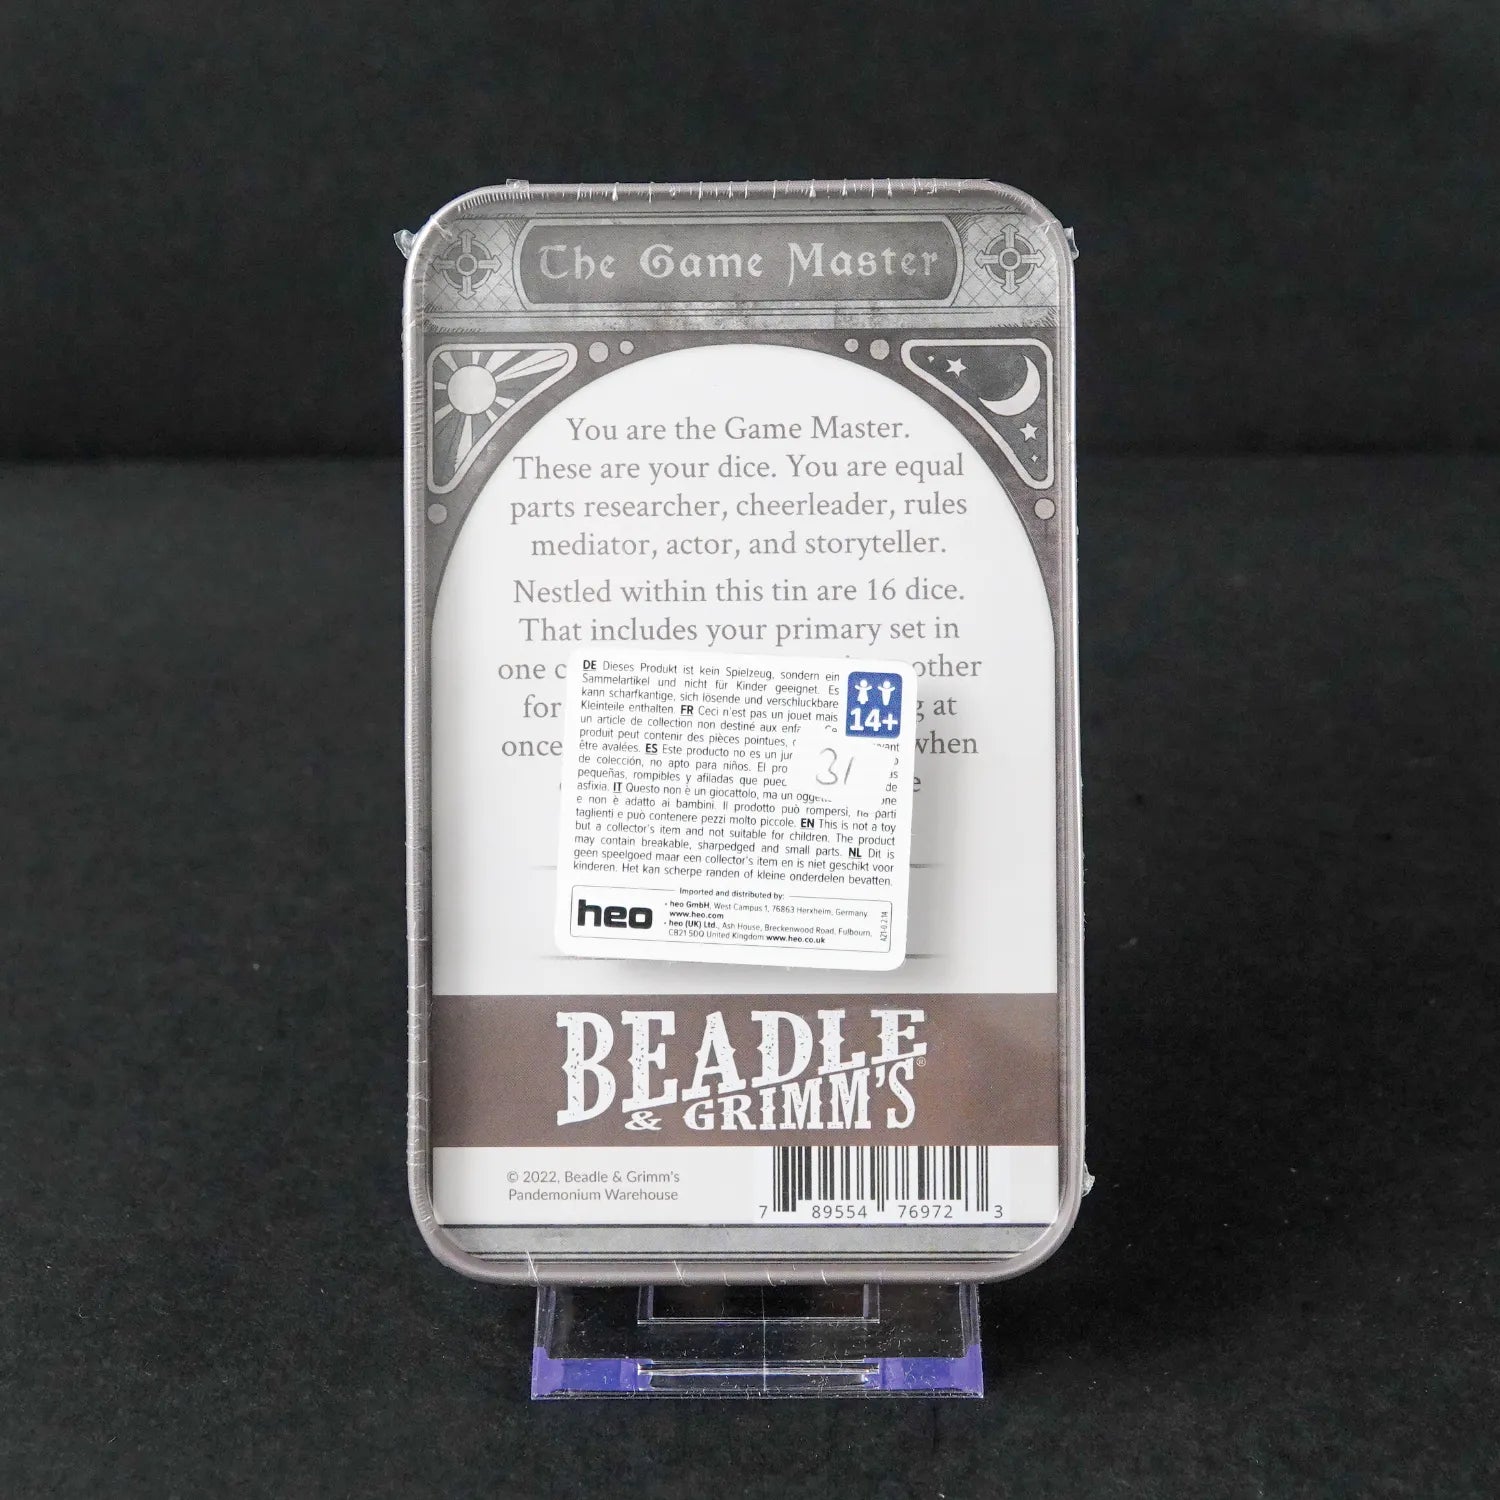 The Game Master
You are the Game Master.
These are your dice. You are equal
parts researcher, cheerleader, rules
mediator, actor, and storyteller.
Nestled within this tin are 16 dice.
That includes your primary set in
one other
for at
once when
DE Dieses Produkt ist kein Spielzeug, sondern ein
Sammelartikel und nicht für Kinder geeignet. Es
kann scharfkantige, sich lösende und verschluckbare
Kleinteile enthalten. FR Ceci n'est pas un jouet mais
un article de collection non destiné aux
produit peut contenir des pièces pointues,
être avalées. ES Este producto no es un
de colección, no apto para niños. El
pequeñas, rompibles y afiladas que de
asfixia. IT Questo non è un giocattolo, ma un
e non è adatto ai bambini. Il prodotto può rompersi, ha parti
taglienti e può contenere pezzi molto piccole. EN This is not a toy
but a collector's item and not suitable for children. The product
may contain breakable, sharpedged and small parts. NL Dit is
geen speelgoed maar een collector's item en is niet geschikt voor
kinderen. Het kan scherpe randen of kleine onderdelen bevatten.
14+
31
Imported and distributed by:
heo
• heo GmbH, West Campus 1, 76863 Herxheim, Germany
www.heo.com
• heo (UK) Ltd., Ash House, Breckenwood Road, Fulbourn,
CB21 5DQ United Kingdom www.heo.co.uk
BEADLE
& GRIMM'S®
© 2022, Beadle & Grimm's
Pandemonium Warehouse
7 89554 76972 3